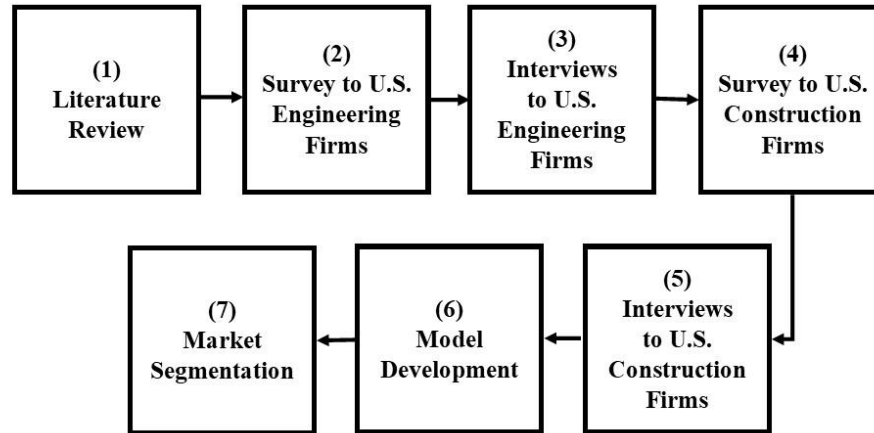 (1)
Literature
Review
(2)
Survey to U.S.
Engineering
Firms
(3)
Interviews
to U.S.
Engineering
Firms
(4)
Survey to U.S.
Construction
Firms
(5)
Interviews
to U.S.
Construction
Firms
(6)
Model
Development
(7)
Market
Segmentation